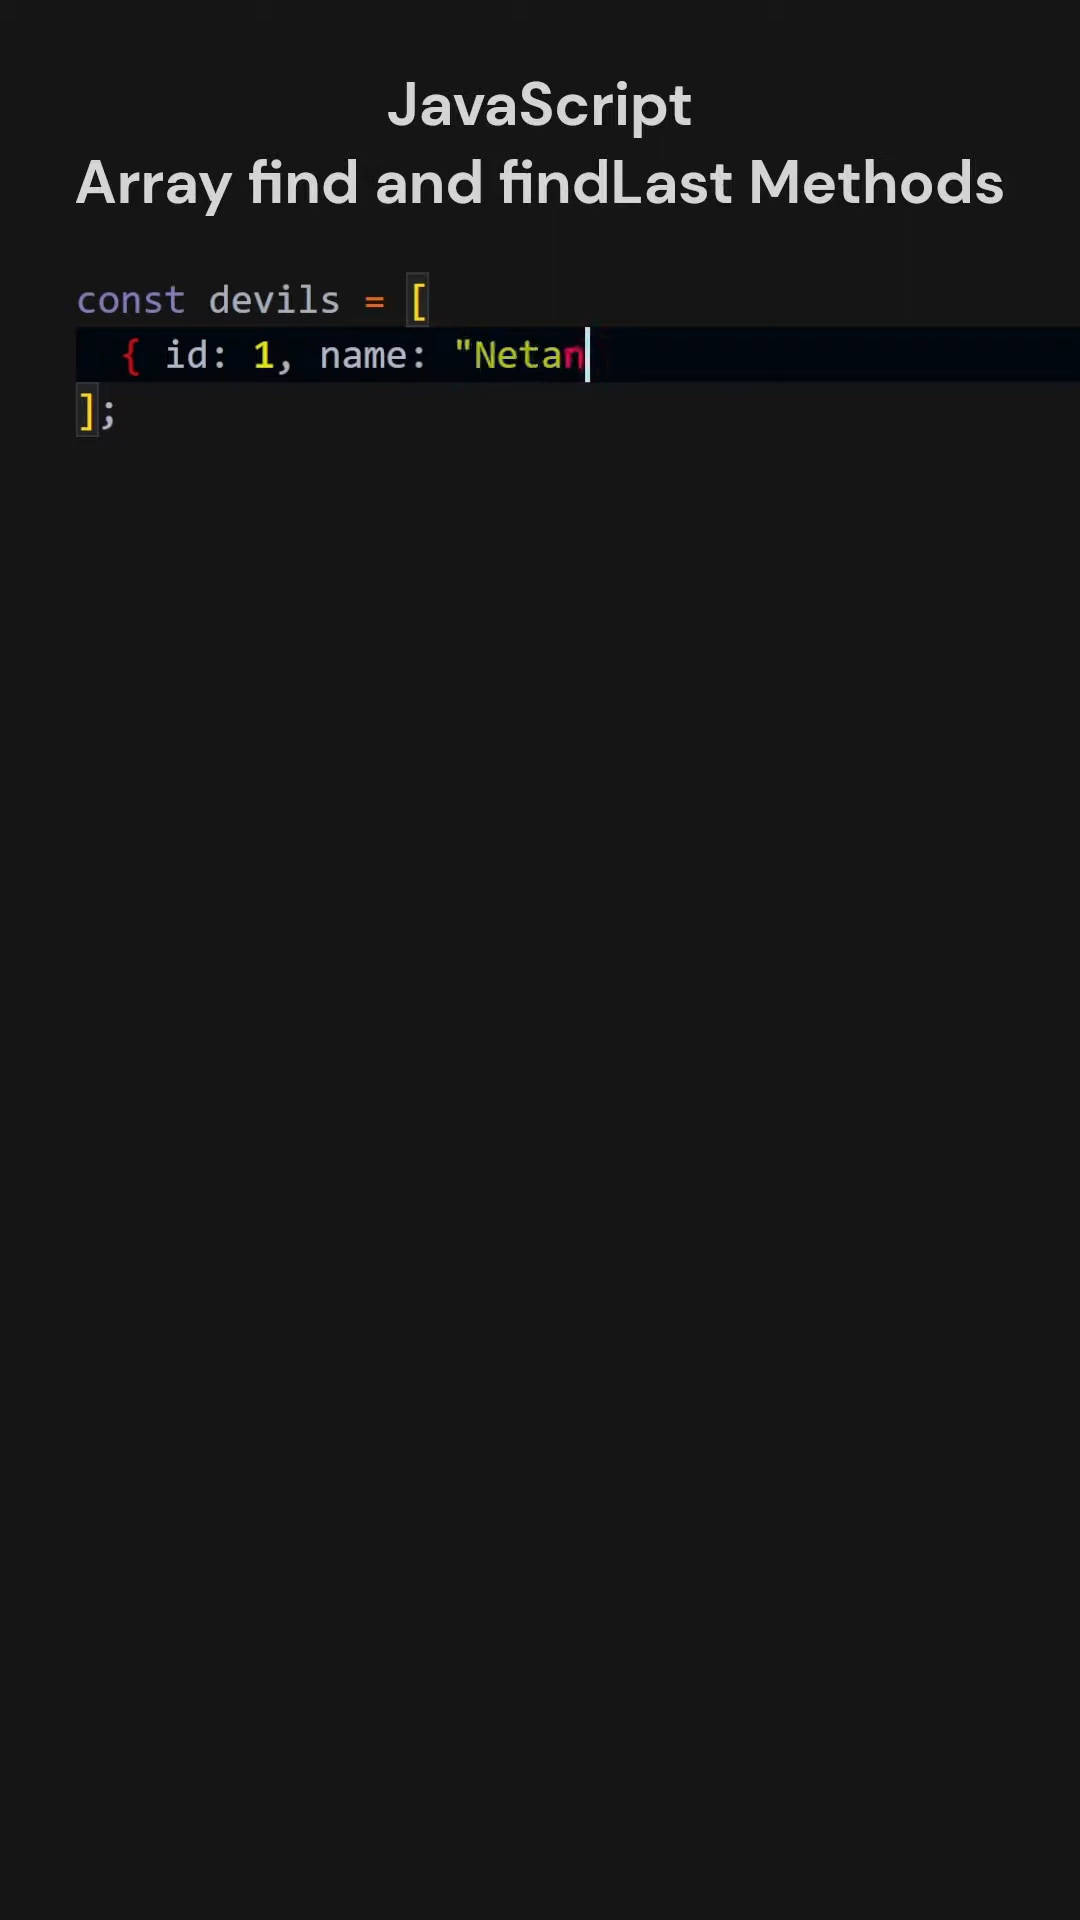 JavaScript
Array find and findLast Methods
const devils = [
  { id: 1, name: "Netan
];